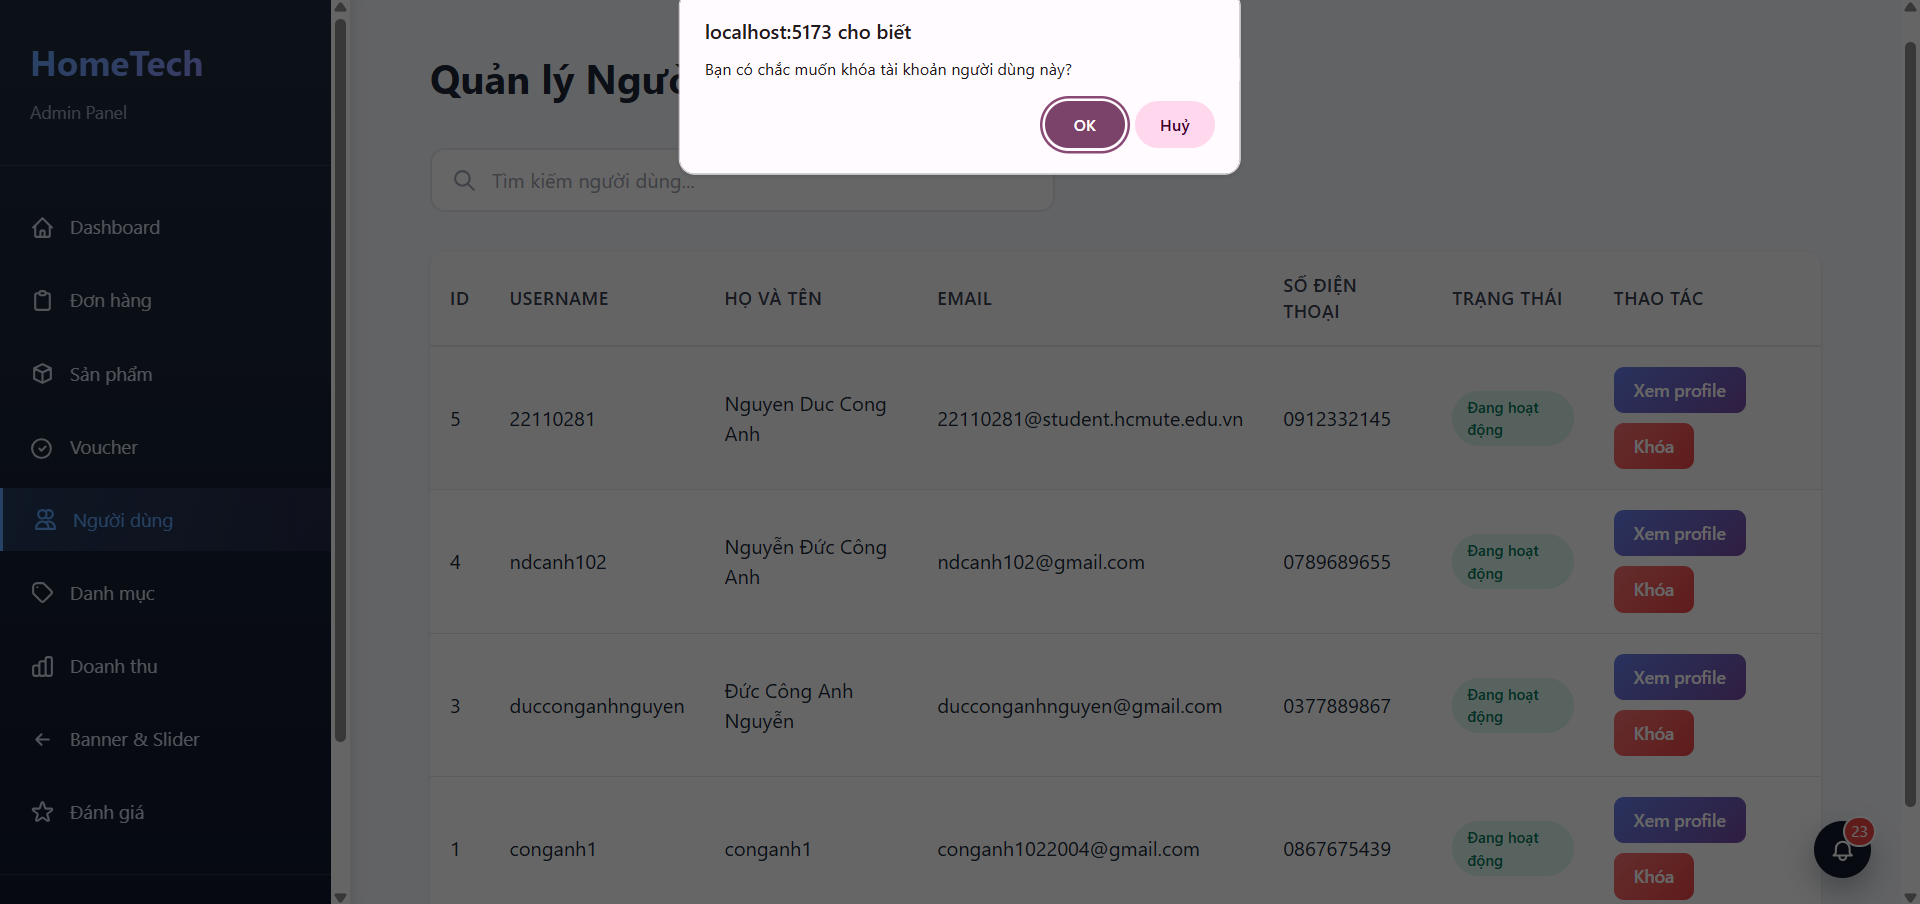 HomeTech
Admin Panel
Dashboard
Đơn hàng
Sản phẩm
Voucher
Người dùng
Danh mục
Doanh thu
Banner & Slider
Đánh giá
localhost:5173 cho biết
Bạn có chắc muốn khóa tài khoản người dùng này?
OK
Huỷ
Quản lý Ngườ
Tìm kiếm người dùng...
ID USERNAME HỌ VÀ TÊN EMAIL SỐ ĐIỆN THOẠI TRẠNG THÁI THAO TÁC
5 22110281 Nguyen Duc Cong Anh 22110281@student.hcmute.edu.vn 0912332145 Đang hoạt động Xem profile
Khóa
4 ndcanh102 Nguyễn Đức Công Anh ndcanh102@gmail.com 0789689655 Đang hoạt động Xem profile
Khóa
3 ducconganhnguyen Đức Công Anh Nguyễn ducconganhnguyen@gmail.com 0377889867 Đang hoạt động Xem profile
Khóa
1 conganh1 conganh1 conganh1022004@gmail.com 0867675439 Đang hoạt động Xem profile
Khóa
23